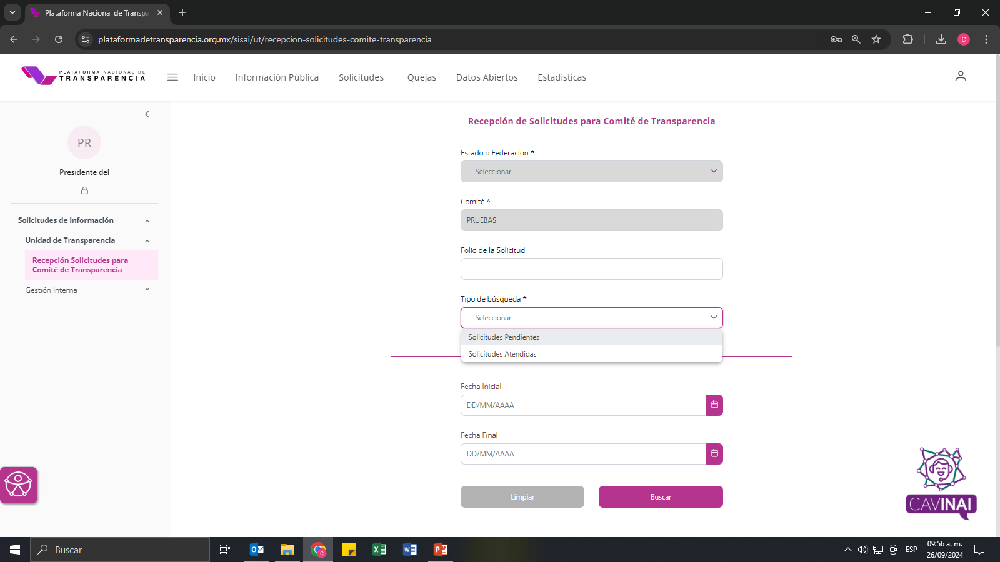 Plataforma Nacional de Transpa
plataformadetransparencia.org.mx/sisai/ut/recepcion-solicitudes-comite-transparencia
C
PLATAFORMA NACIONAL DE
TRANSPARENCIA
Inicio
Información Pública
Solicitudes
Quejas
Datos Abiertos
Estadísticas
PR
Presidente del
Solicitudes de Información
Unidad de Transparencia
Recepción Solicitudes para
Comité de Transparencia
Gestión Interna
Recepción de Solicitudes para Comité de Transparencia
Estado o Federación *
---Seleccionar---
Comité *
PRUEBAS
Folio de la Solicitud
Tipo de búsqueda *
---Seleccionar---
Solicitudes Pendientes
Solicitudes Atendidas
Fecha Inicial
DD/MM/AAAA
Fecha Final
DD/MM/AAAA
Limpiar
Buscar
CAVINAI
Buscar
C
ESP
09:56 a. m.
26/09/2024